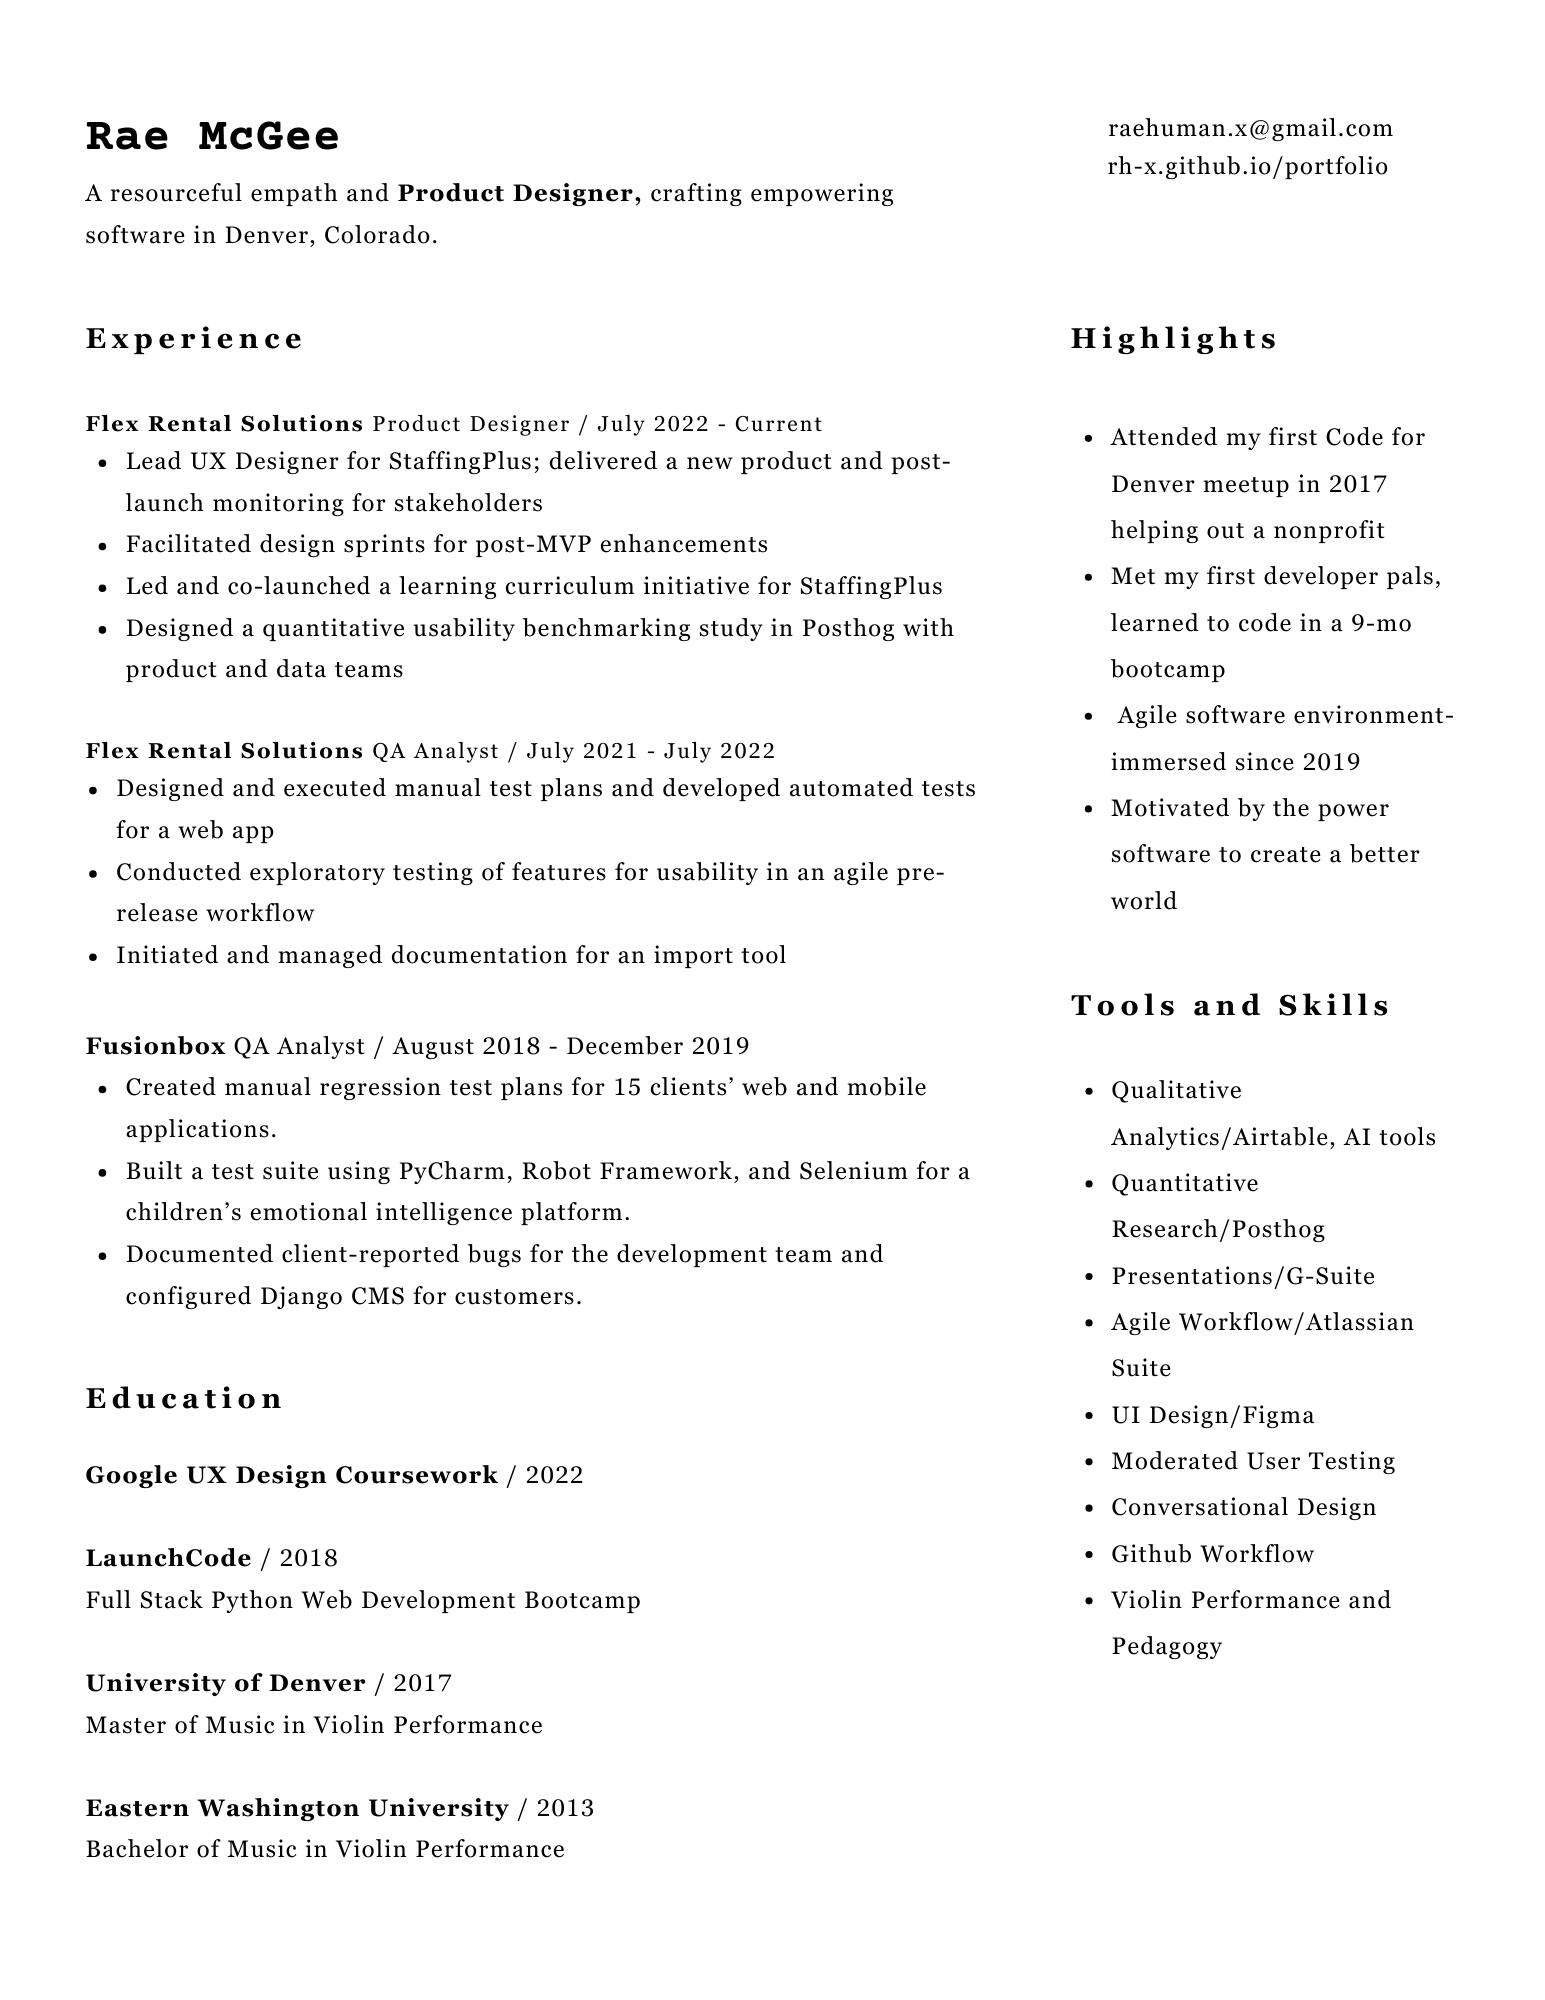 Rae McGee
A resourceful empath and Product Designer, crafting empowering
software in Denver, Colorado.
raehuman.x@gmail.com
rh-x.github.io/portfolio
Experience
Flex Rental Solutions Product Designer / July 2022 - Current
• Lead UX Designer for StaffingPlus; delivered a new product and post-
launch monitoring for stakeholders
• Facilitated design sprints for post-MVP enhancements
• Led and co-launched a learning curriculum initiative for StaffingPlus
• Designed a quantitative usability benchmarking study in Posthog with
product and data teams
Flex Rental Solutions QA Analyst / July 2021 - July 2022
• Designed and executed manual test plans and developed automated tests
for a web app
• Conducted exploratory testing of features for usability in an agile pre-
release workflow
• Initiated and managed documentation for an import tool
Fusionbox QA Analyst / August 2018 - December 2019
• Created manual regression test plans for 15 clients’ web and mobile
applications.
• Built a test suite using PyCharm, Robot Framework, and Selenium for a
children’s emotional intelligence platform.
• Documented client-reported bugs for the development team and
configured Django CMS for customers.
Education
Google UX Design Coursework / 2022
LaunchCode / 2018
Full Stack Python Web Development Bootcamp
University of Denver / 2017
Master of Music in Violin Performance
Eastern Washington University / 2013
Bachelor of Music in Violin Performance
Highlights
• Attended my first Code for
Denver meetup in 2017
helping out a nonprofit
• Met my first developer pals,
learned to code in a 9-mo
bootcamp
• Agile software environment-
immersed since 2019
• Motivated by the power
software to create a better
world
Tools and Skills
• Qualitative
Analytics/Airtable, AI tools
• Quantitative
Research/Posthog
• Presentations/G-Suite
• Agile Workflow/Atlassian
Suite
• UI Design/Figma
• Moderated User Testing
• Conversational Design
• Github Workflow
• Violin Performance and
Pedagogy